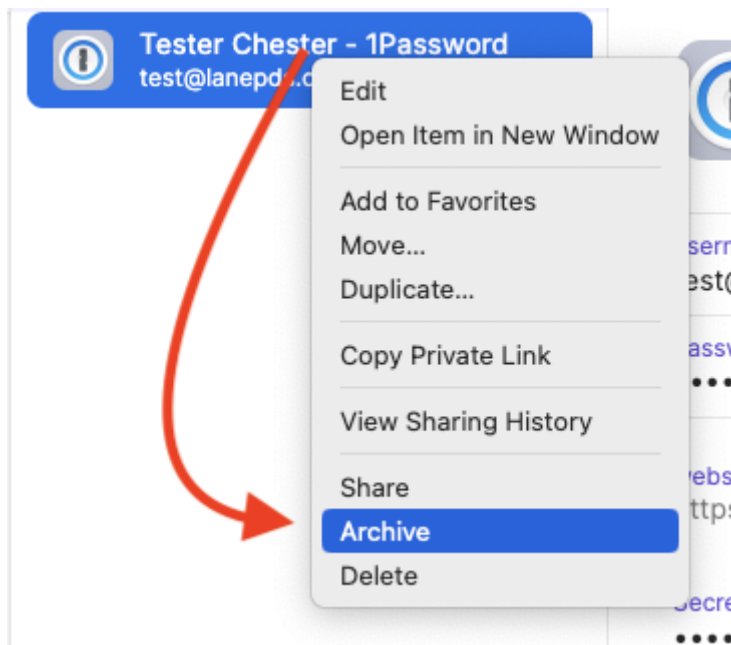 Tester Chester - 1Password
Edit
Open Item in New Window
Add to Favorites
Move...
Duplicate...
Copy Private Link
View Sharing History
Share
Archive
Delete